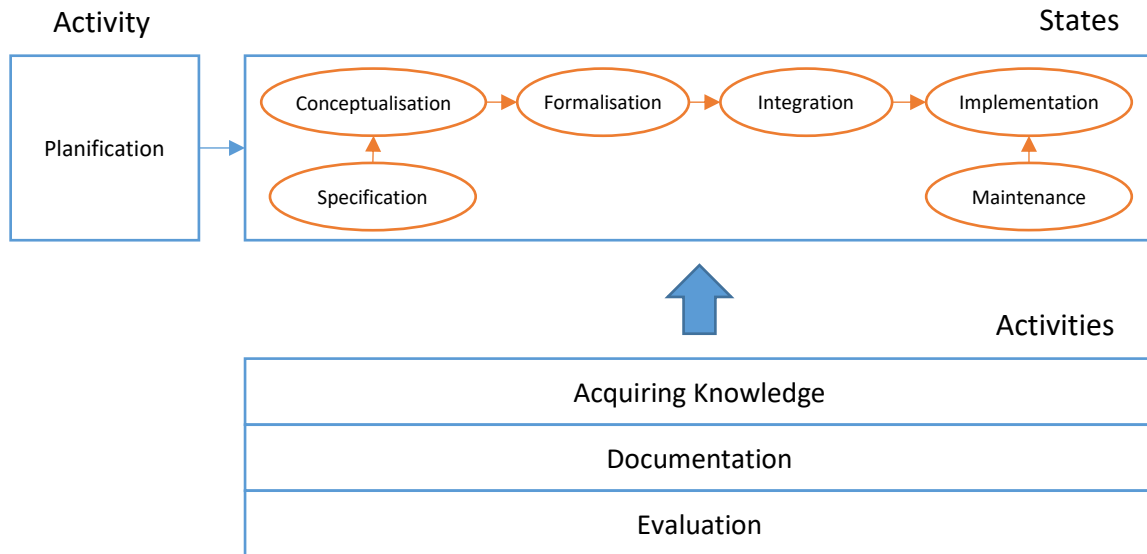 Activity
States
Conceptualisation
Formalisation
Integration
Implementation
Planification
Specification
Maintenance
Activities
Acquiring Knowledge
Documentation
Evaluation